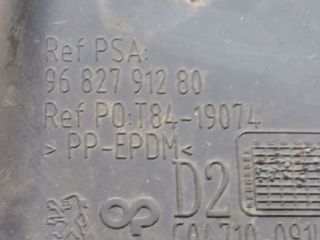 Ref PSA:
96 827 912 80
Ref PO:T84-19074
> PP-EPDM <
D2